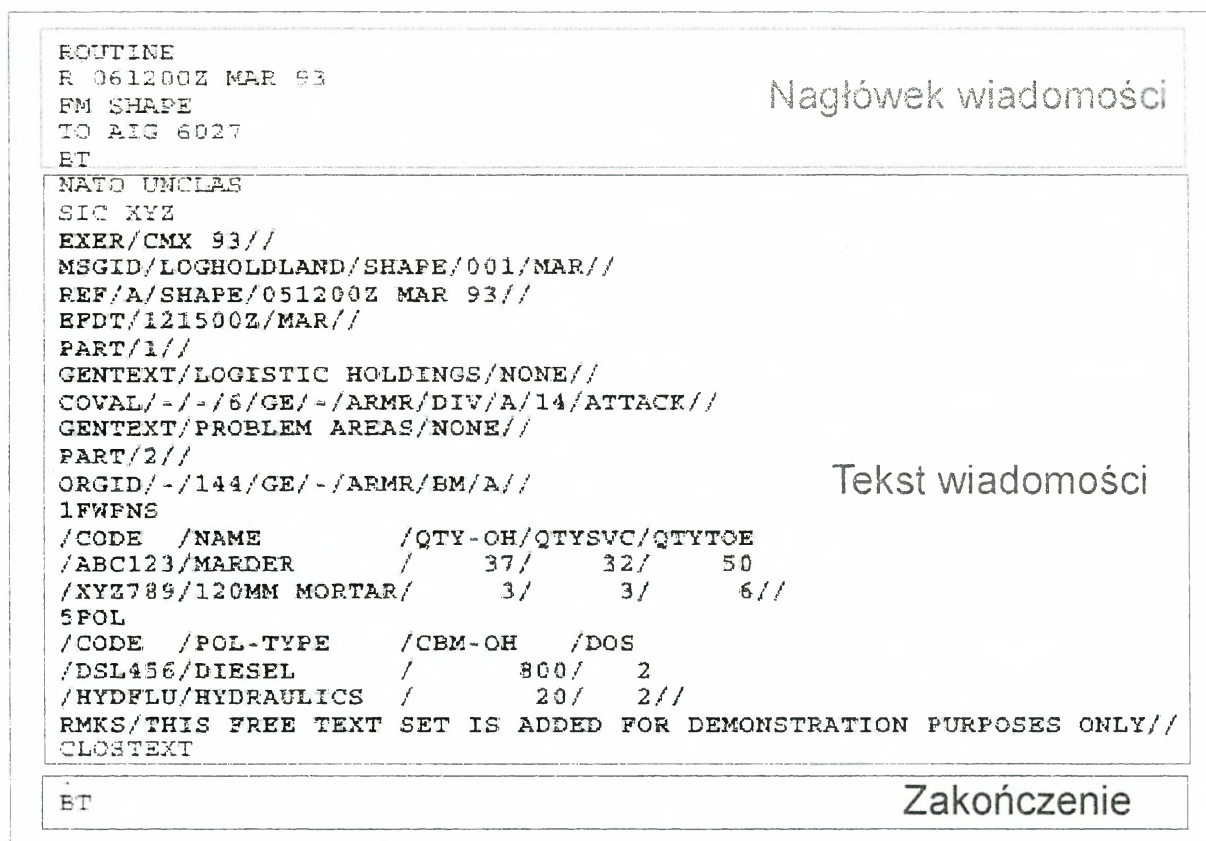 ROUTINE
R 061200Z MAR 93
FM SHAPE
TO AIG 6027
BT
Nagłówek wiadomości
NATO UNCLAS
SIC XYZ
EXER/CMX 93//
MSGID/LOGHOLDLAND/SHAPE/001/MAR//
REF/A/SHAPE/051200Z MAR 93//
EFDT/121500Z/MAR//
PART/1//
GENTEXT/LOGISTIC HOLDINGS/NONE//
COVAL/-/-/6/GE/-/ARMR/DIV/A/14/ATTACK//
GENTEXT/PROBLEM AREAS/NONE//
PART/2//
ORGID/-/144/GE/-/ARMR/BM/A//
Tekst wiadomości
1FWPNS
/CODE /NAME /QTY-OH/QTYSVC/QTYTOE
/ABC123/MARDER / 37/ 32/ 50
/XYZ789/120MM MORTAR/ 3/ 3/ 6//
5POL
/CODE /POL-TYPE /CBM-OH /DOS
/DSL456/DIESEL / 800/ 2
/HYDFLU/HYDRAULICS / 20/ 2//
RMKS/THIS FREE TEXT SET IS ADDED FOR DEMONSTRATION PURPOSES ONLY//
CLOSTEXT
BT
Zakończenie